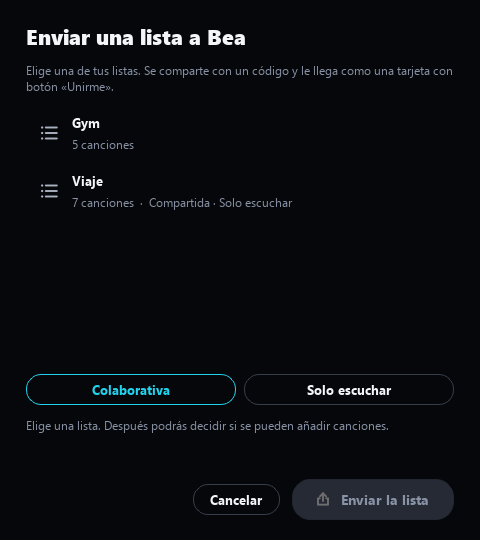 Enviar una lista a Bea
Elige una de tus listas. Se comparte con un código y le llega como una tarjeta con
botón «Unirme».
Gym
5 canciones
Viaje
7 canciones · Compartida · Solo escuchar
Colaborativa
Solo escuchar
Elige una lista. Después podrás decidir si se pueden añadir canciones.
Cancelar
Enviar la lista